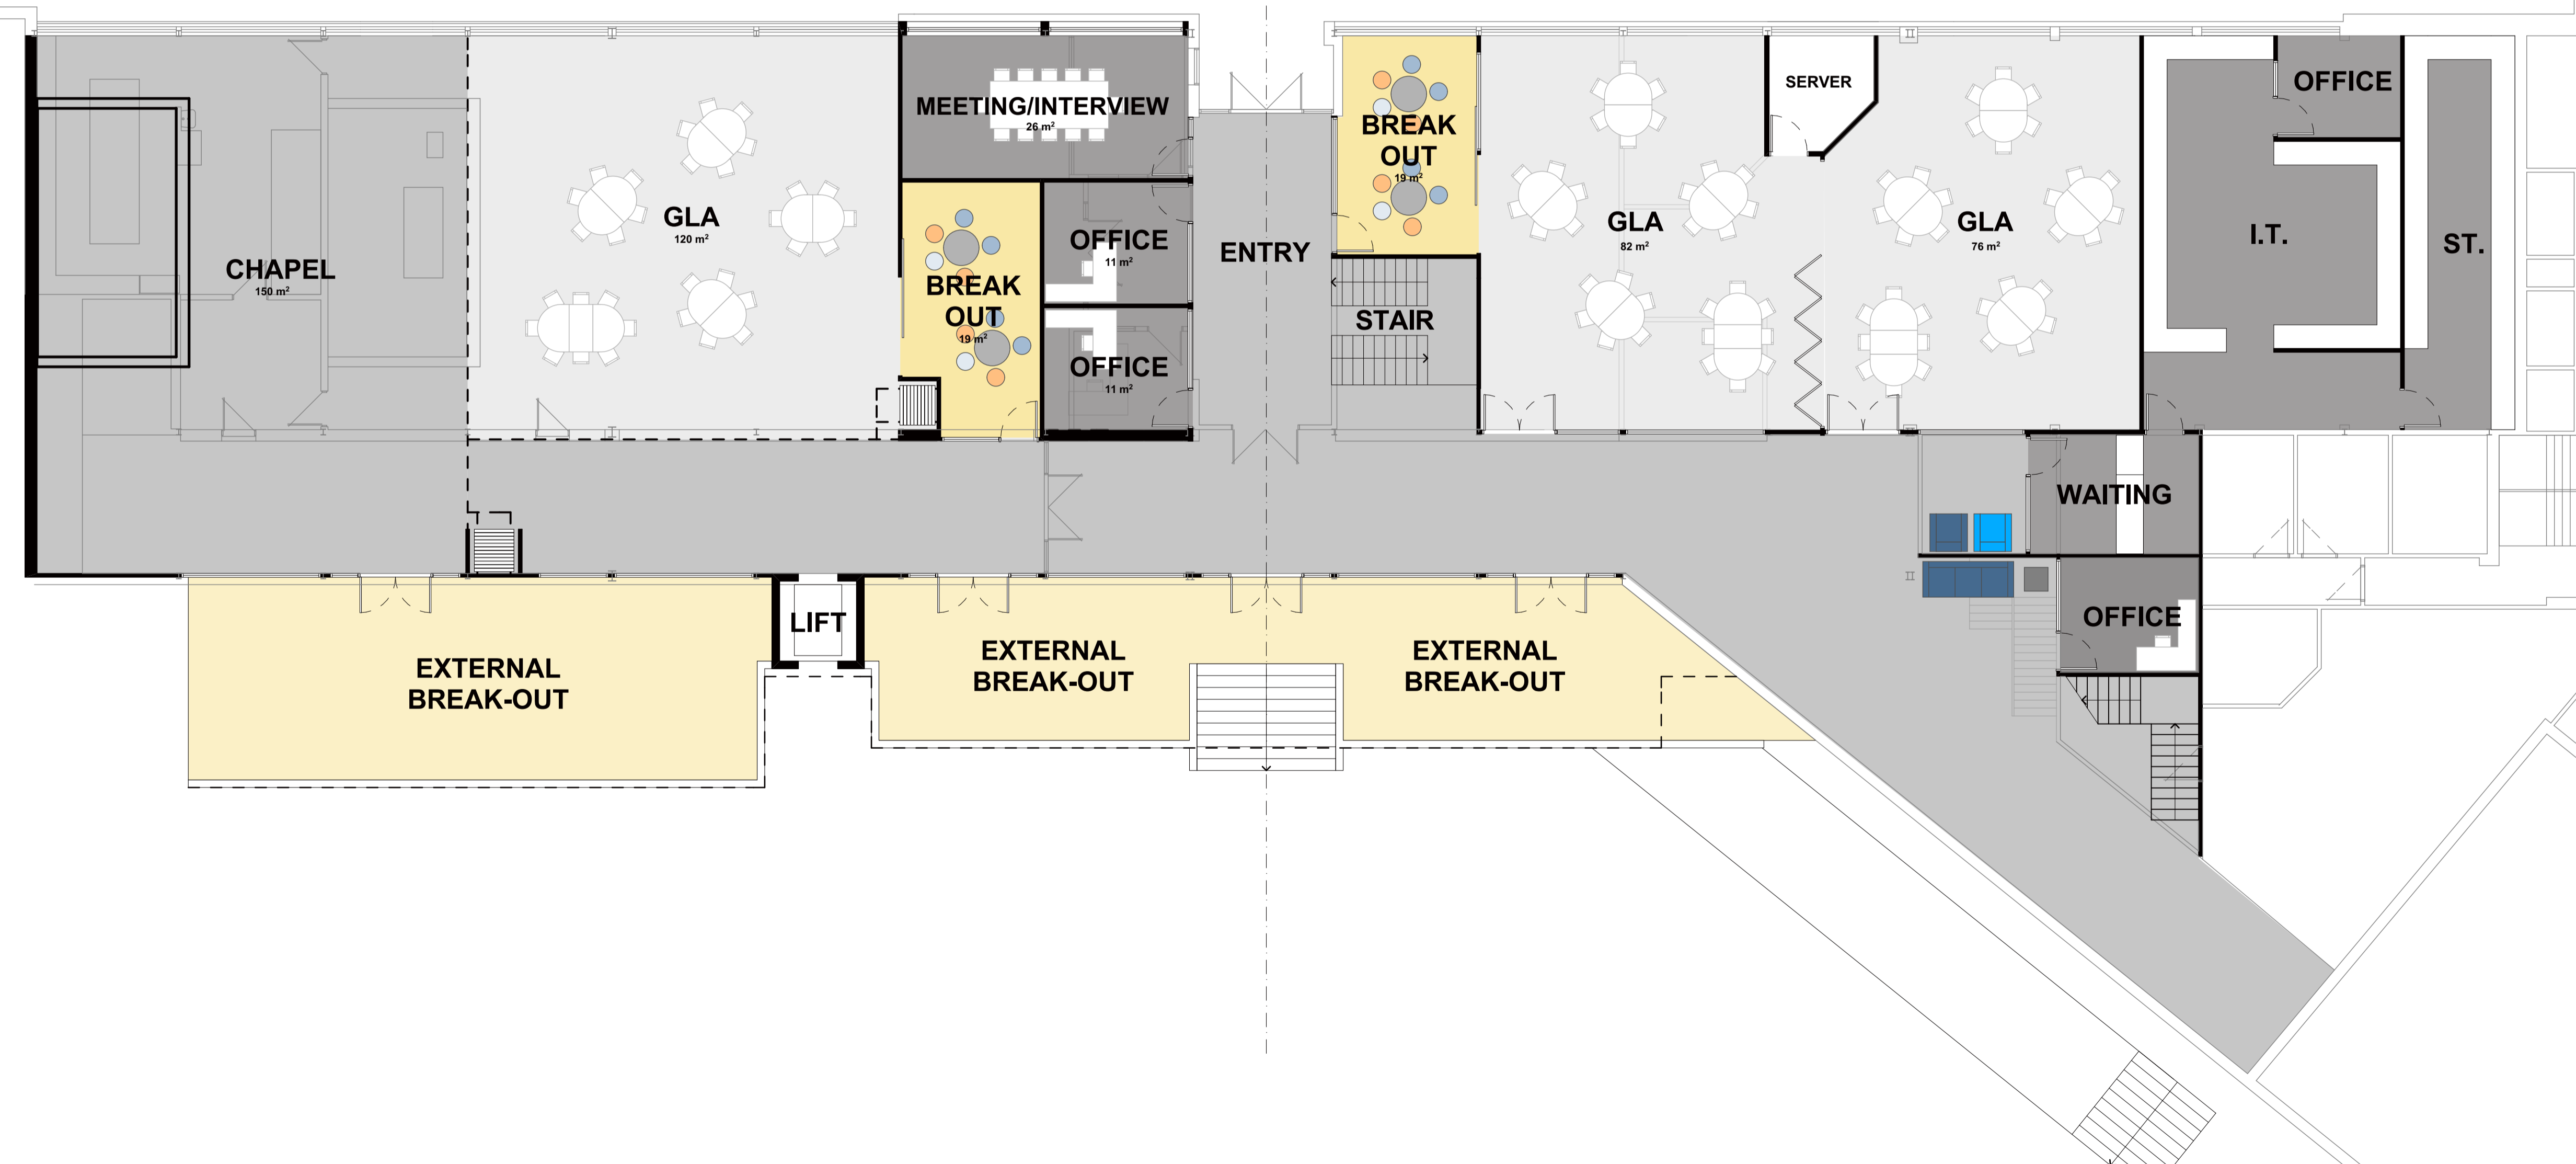 CHAPEL
150 m²
GLA
120 m²
MEETING/INTERVIEW
26 m²
BREAK
OUT
19 m²
OFFICE
11 m²
OFFICE
11 m²
ENTRY
BREAK
OUT
19 m²
STAIR
GLA
82 m²
SERVER
GLA
76 m²
I.T.
OFFICE
ST.
WAITING
OFFICE
LIFT
EXTERNAL
BREAK-OUT
EXTERNAL
BREAK-OUT
EXTERNAL
BREAK-OUT